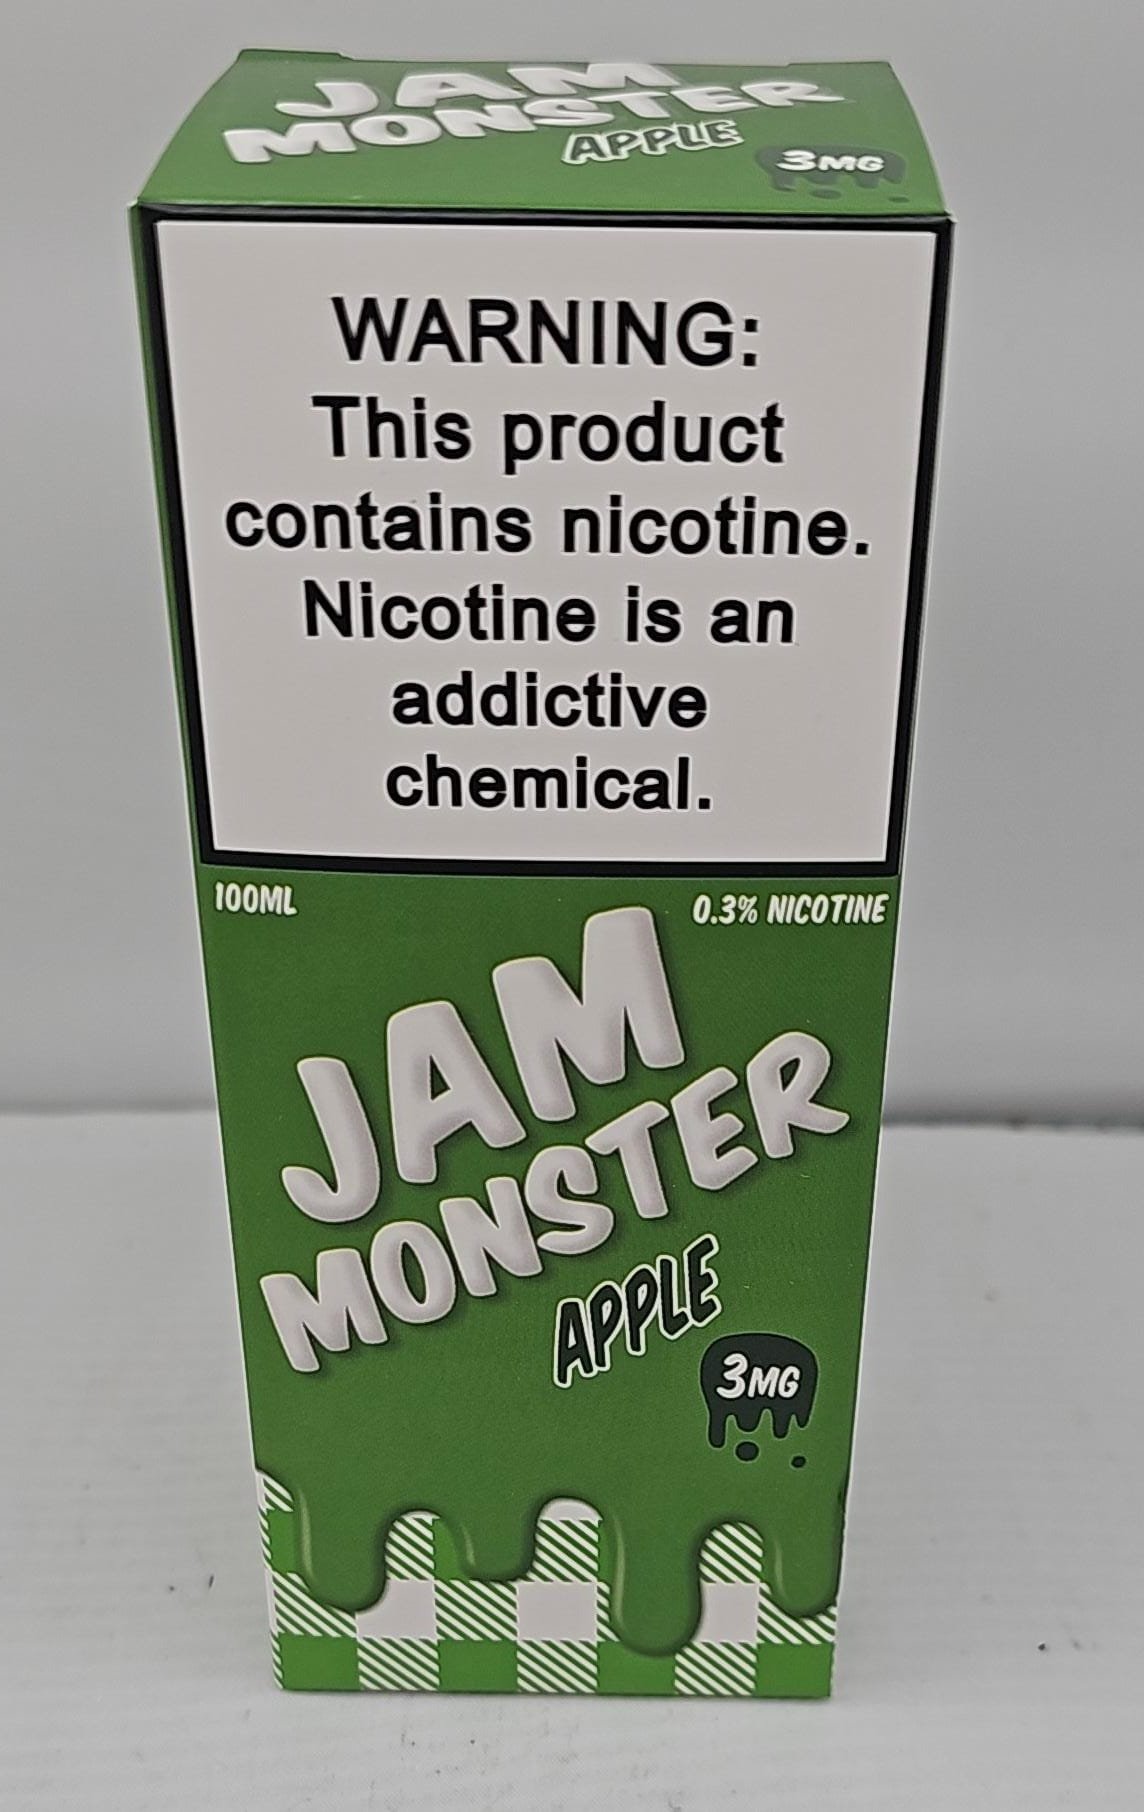 JAM
MONSTER
APPLE
3MG
WARNING:
This product
contains nicotine.
Nicotine is an
addictive
chemical.
100ML
0.3% NICOTINE
JAM
MONSTER
APPLE
3MG